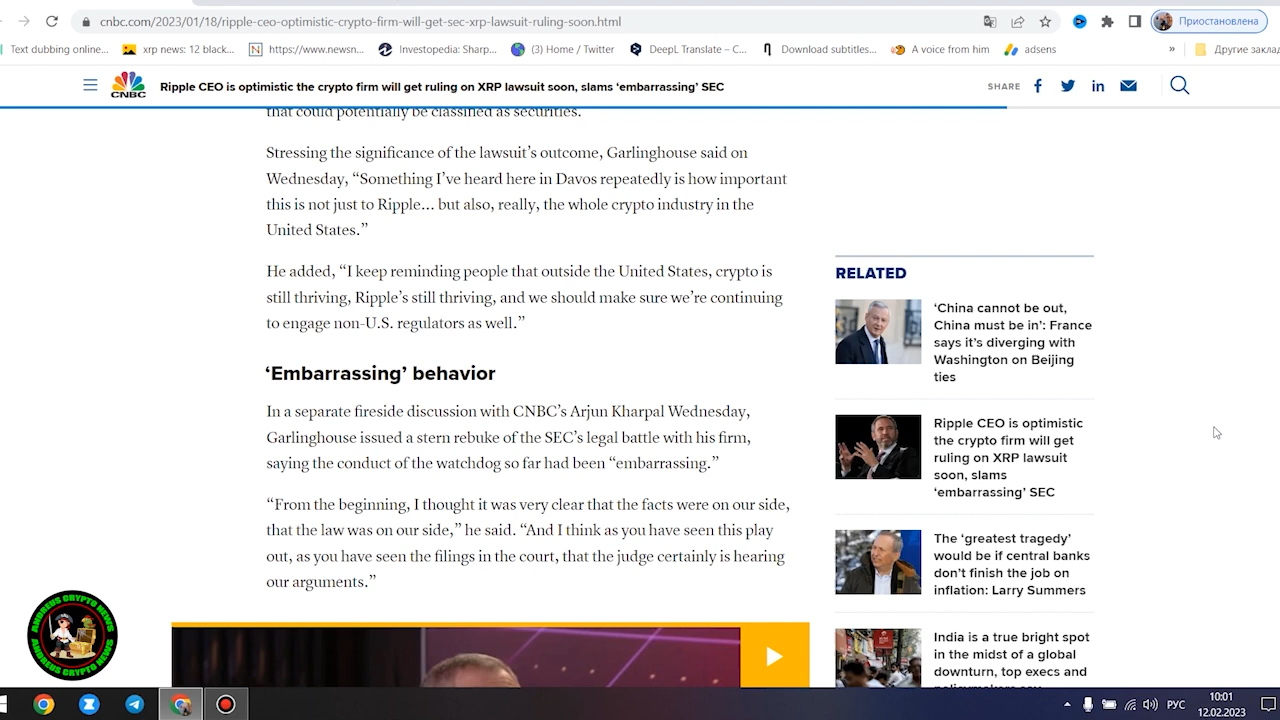 cnbc.com/2023/01/18/ripple-ceo-optimistic-crypto-firm-will-get-sec-xrp-lawsuit-ruling-soon.html
Приостановлена
Text dubbing online...
xrp news: 12 black...
https://www.newsn...
Investopedia: Sharp...
(3) Home / Twitter
DeepL Translate – C...
Download subtitles...
A voice from him
adsens
»
Другие закла
CNBC
Ripple CEO is optimistic the crypto firm will get ruling on XRP lawsuit soon, slams ‘embarrassing’ SEC
SHARE
that could potentially be classified as securities.
Stressing the significance of the lawsuit’s outcome, Garlinghouse said on
Wednesday, “Something I’ve heard here in Davos repeatedly is how important
this is not just to Ripple… but also, really, the whole crypto industry in the
United States.”
He added, “I keep reminding people that outside the United States, crypto is
still thriving, Ripple’s still thriving, and we should make sure we’re continuing
to engage non-U.S. regulators as well.”
‘Embarrassing’ behavior
In a separate fireside discussion with CNBC’s Arjun Kharpal Wednesday,
Garlinghouse issued a stern rebuke of the SEC’s legal battle with his firm,
saying the conduct of the watchdog so far had been “embarrassing.”
“From the beginning, I thought it was very clear that the facts were on our side,
that the law was on our side,” he said. “And I think as you have seen this play
out, as you have seen the filings in the court, that the judge certainly is hearing
our arguments.”
RELATED
‘China cannot be out,
China must be in’: France
says it’s diverging with
Washington on Beijing
ties
Ripple CEO is optimistic
the crypto firm will get
ruling on XRP lawsuit
soon, slams
‘embarrassing’ SEC
The ‘greatest tragedy’
would be if central banks
don’t finish the job on
inflation: Larry Summers
India is a true bright spot
in the midst of a global
downturn, top execs and
policymakers say
ANDREUS CRYPTO NEWS
ANDREUS CRYPTO NEWS
РУС
10:01
12.02.2023